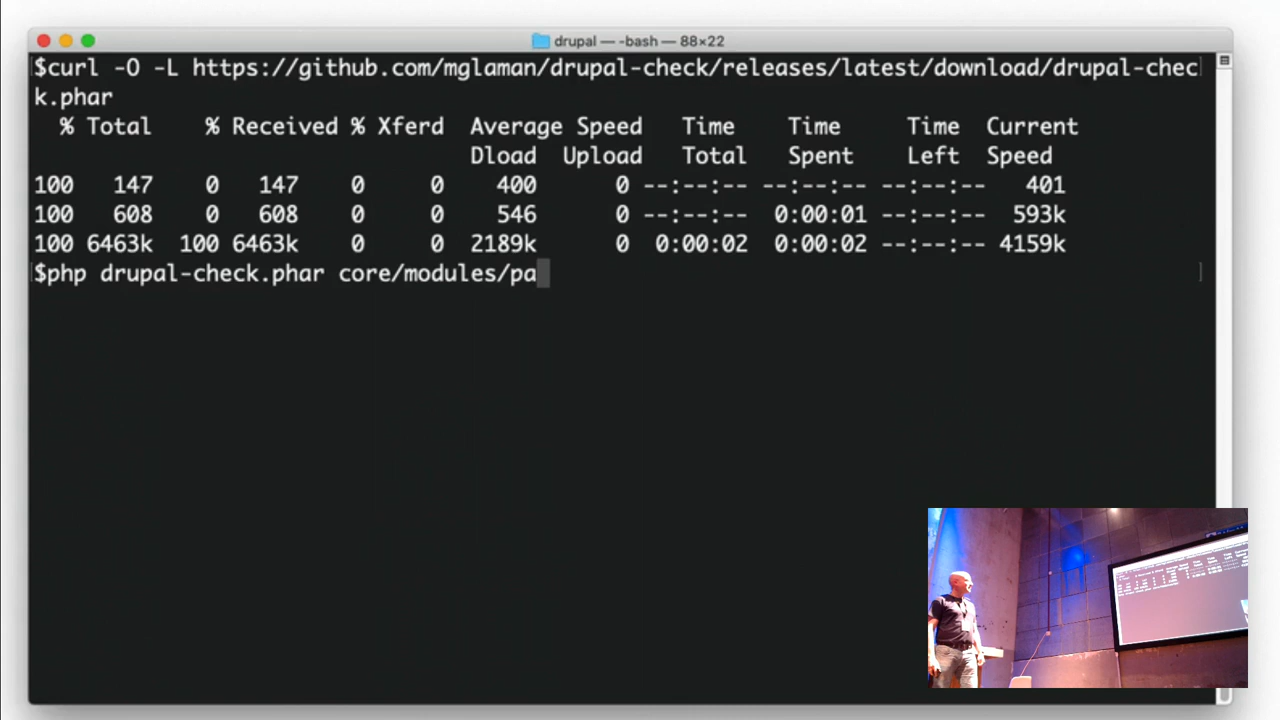 drupal — -bash — 88×22
$curl -O -L https://github.com/mglaman/drupal-check/releases/latest/download/drupal-chec
k.phar
% Total % Received % Xferd Average Speed Time Time Time Current
Dload Upload Total Spent Left Speed
100 147 0 147 0 0 400 0 --:--:-- --:--:-- --:--:-- 401
100 608 0 608 0 0 546 0 --:--:-- 0:00:01 --:--:-- 593k
100 6463k 100 6463k 0 0 2189k 0 0:00:02 0:00:02 --:--:-- 4159k
$php drupal-check.phar core/modules/pa